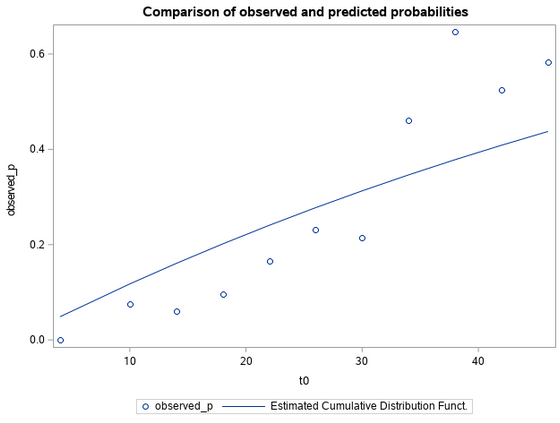 Comparison of observed and predicted probabilities
0.6
0.4
0.2
0.0
observed_p
10 20 30 40
t0
observed_p Estimated Cumulative Distribution Funct.